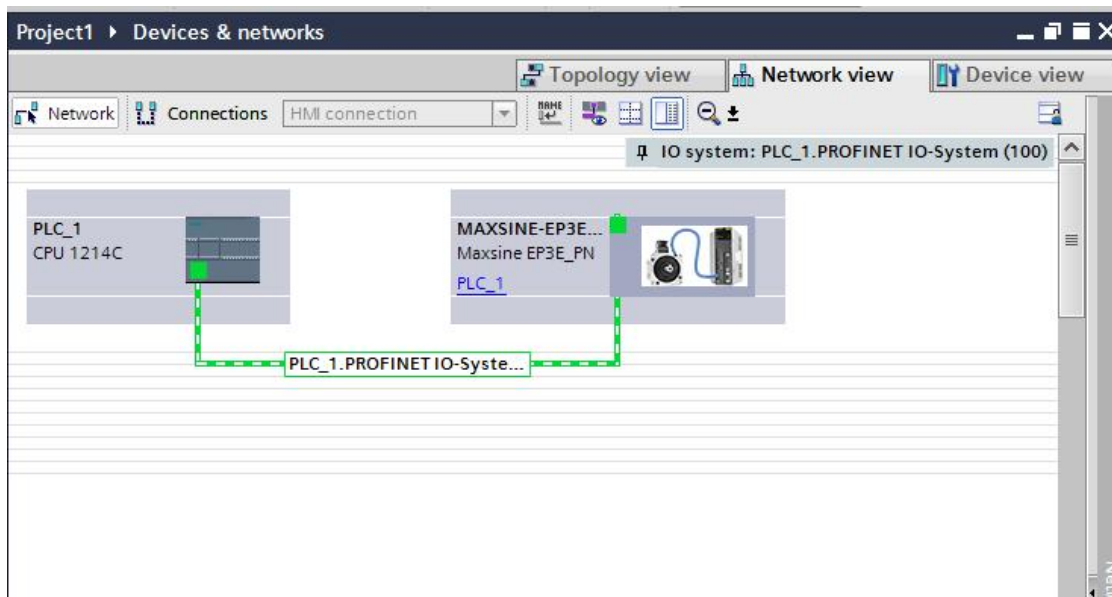 Project1 ▸ Devices & networks
Topology view
Network view
Device view
Network
Connections
HMI connection
NAME
IO system: PLC_1.PROFINET IO-System (100)
PLC_1
CPU 1214C
MAXSINE-EP3E...
Maxsine EP3E_PN
PLC_1
PLC_1.PROFINET IO-Syste...